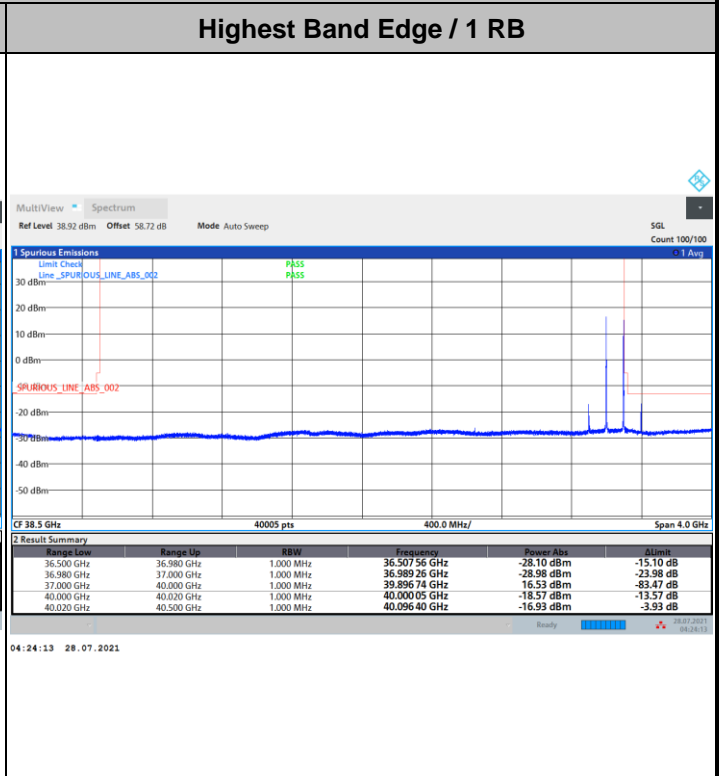 Highest Band Edge / 1 RB
MultiView Spectrum
Ref Level 38.92 dBm Offset 58.72 dB Mode Auto Sweep SGL
Count 100/100
1 Spurious Emissions 1 Avg
Limit Check PASS
Line _SPURIOUS_LINE_ABS_002 PASS
30 dBm
20 dBm
10 dBm
0 dBm
_SPURIOUS_LINE_ABS_002
-20 dBm
-30 dBm
-40 dBm
-50 dBm
CF 38.5 GHz 40005 pts 400.0 MHz/ Span 4.0 GHz
2 Result Summary
Range Low Range Up RBW Frequency Power Abs ΔLimit
36.500 GHz 36.980 GHz 1.000 MHz 36.507 56 GHz -28.10 dBm -15.10 dB
36.980 GHz 37.000 GHz 1.000 MHz 36.989 26 GHz -28.98 dBm -23.98 dB
37.000 GHz 40.000 GHz 1.000 MHz 39.896 74 GHz 16.53 dBm -83.47 dB
40.000 GHz 40.020 GHz 1.000 MHz 40.000 05 GHz -18.57 dBm -13.57 dB
40.020 GHz 40.500 GHz 1.000 MHz 40.096 40 GHz -16.93 dBm -3.93 dB
Ready 28.07.2021
04:24:13
04:24:13 28.07.2021